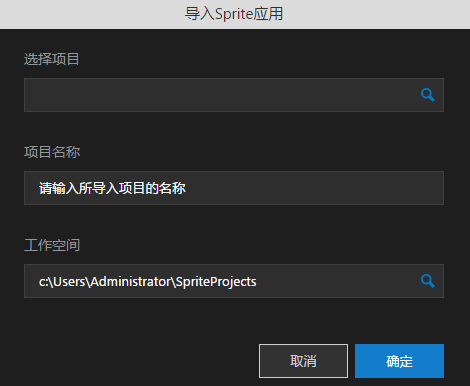 导入Sprite应用
选择项目
项目名称
请输入所导入项目的名称
工作空间
c:\Users\Administrator\SpriteProjects
取消
确定